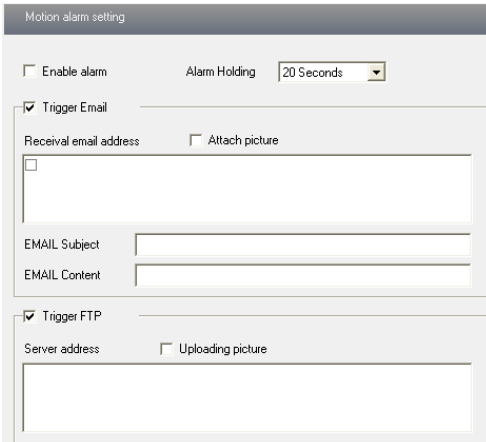 Motion alarm setting
Enable alarm Alarm Holding 20 Seconds
Trigger Email
Receival email address Attach picture
EMAIL Subject
EMAIL Content
Trigger FTP
Server address Uploading picture